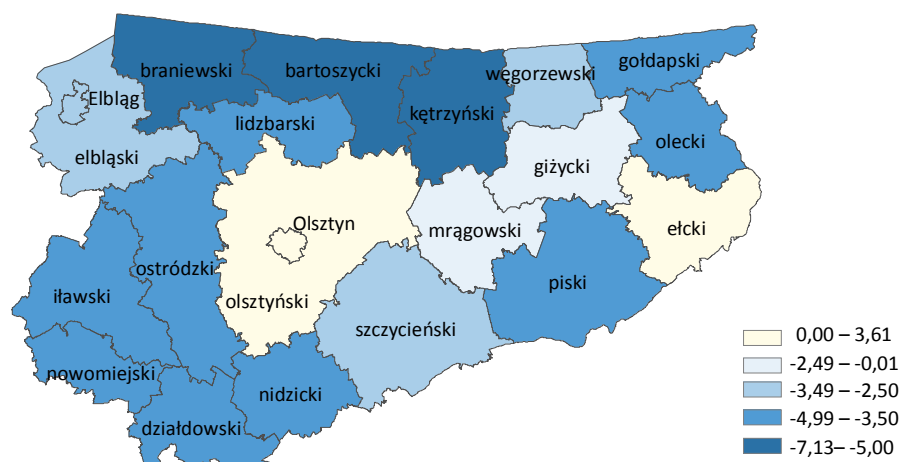 braniewski
bartoszycki
węgorzewski
gołdapski
Elbląg
kętrzyński
lidzbarski
olecki
elbląski
giżycki
Olsztyn
mrągowski
ełcki
ostródzki
piski
iławski
olsztyński
szczycieński
nowomiejski
nidzicki
działdowski
0,00 – 3,61
-2,49 – -0,01
-3,49 – -2,50
-4,99 – -3,50
-7,13– -5,00